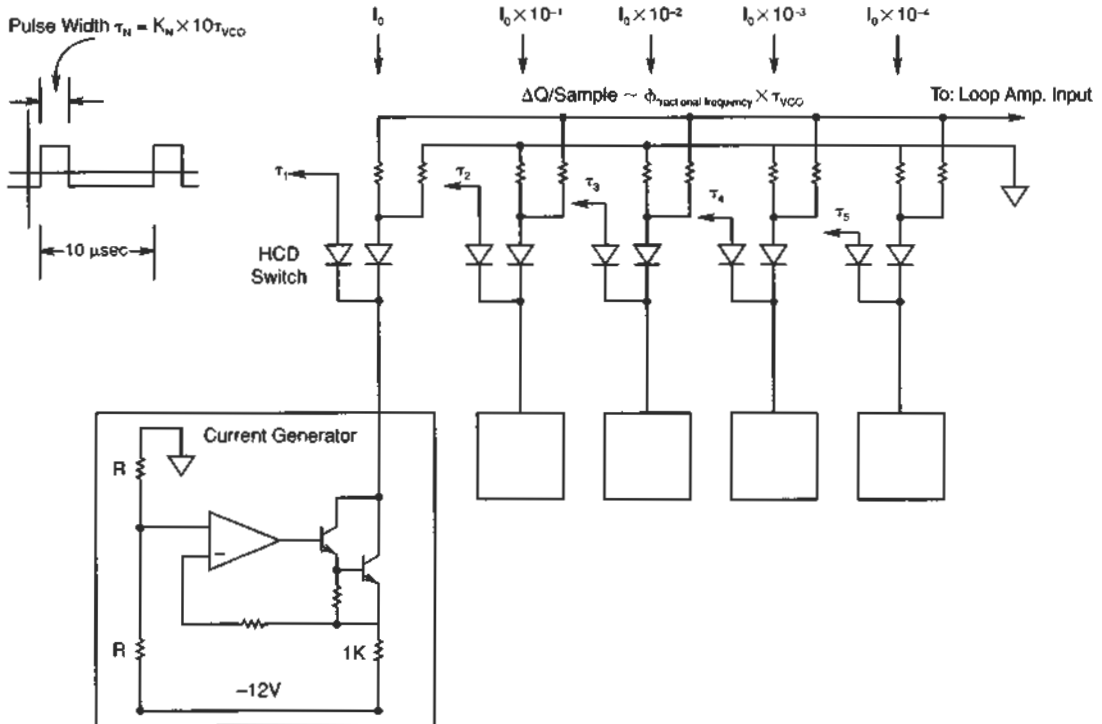 Pulse Width τN = KN × 10τVCO
I0
I0 × 10⁻¹
I0 × 10⁻²
I0 × 10⁻³
I0 × 10⁻⁴
ΔQ/Sample ~ ϕfractional frequency × τVCO
To: Loop Amp. Input
τ1
τ2
τ3
τ4
τ5
10 μsec
HCD
Switch
Current Generator
R
−
R
1K
−12V